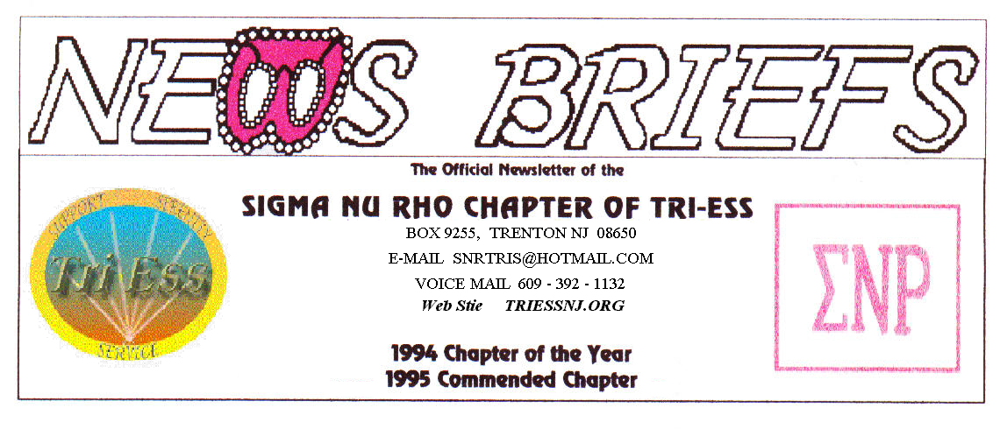 NEWS BRIEFS
The Official Newsletter of the
SIGMA NU RHO CHAPTER OF TRI-ESS
BOX 9255, TRENTON NJ 08650
E-MAIL SNRTRIS@HOTMAIL.COM
VOICE MAIL 609 - 392 - 1132
Web Stie TRIESSNJ.ORG
1994 Chapter of the Year
1995 Commended Chapter
SUPPORT SERENITY
Tri Ess
SERVICE
ΣNP